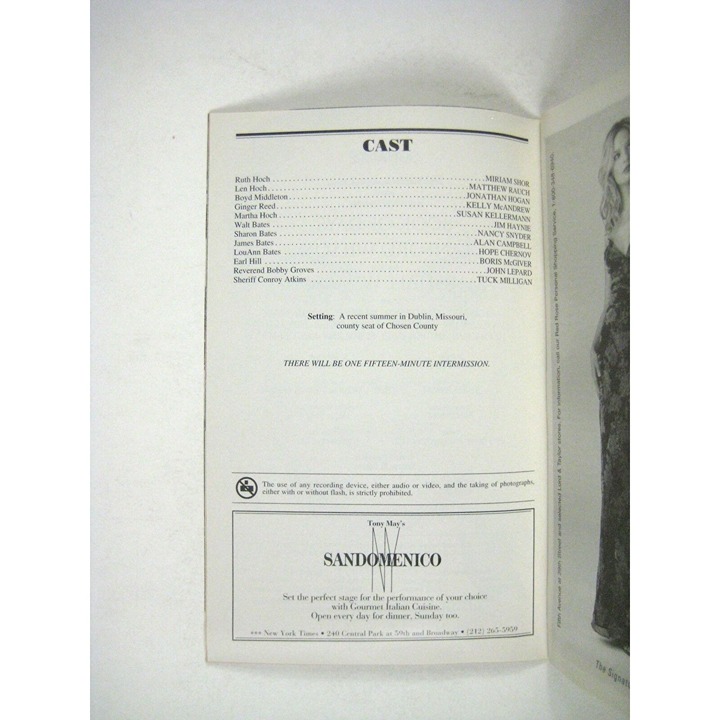 CAST
Ruth Hoch ........ MIRIAM SHOR
Len Hoch ........ MATTHEW RAUCH
Boyd Middleton ........ JONATHAN HOGAN
Ginger Reed ........ KELLY McANDREW
Martha Hoch ........ SUSAN KELLERMANN
Walt Bates ........ JIM HAYNIE
Sharon Bates ........ NANCY SNYDER
James Bates ........ ALAN CAMPBELL
LouAnn Bates ........ HOPE CHERNOV
Earl Hill ........ BORIS McGIVER
Reverend Bobby Groves ........ JOHN LEPARD
Sheriff Conroy Atkins ........ TUCK MILLIGAN
Setting: A recent summer in Dublin, Missouri,
county seat of Chosen County
THERE WILL BE ONE FIFTEEN-MINUTE INTERMISSION.
The use of any recording device, either audio or video, and the taking of photographs,
either with or without flash, is strictly prohibited.
Tony May's
SANDOMENICO
NY
Set the perfect stage for the performance of your choice
with Gourmet Italian Cuisine.
Open every day for dinner, Sunday too.
*** New York Times • 240 Central Park at 59th and Broadway • (212) 265-5959
The Signat